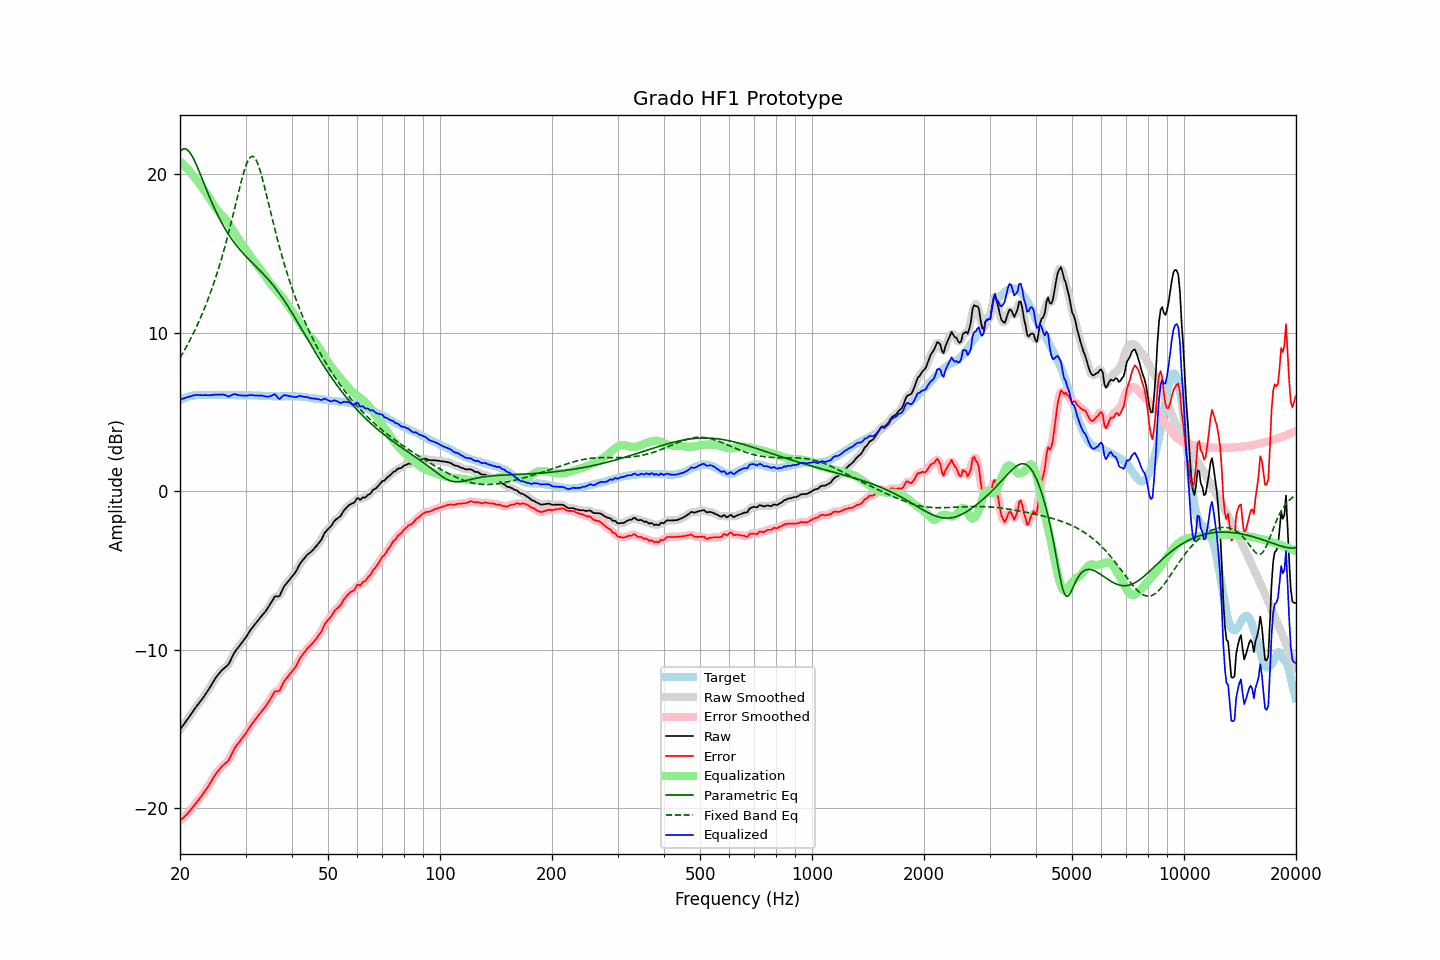 Grado HF1 Prototype
Amplitude (dBr)
20
10
0
−10
−20
Target
Raw Smoothed
Error Smoothed
Raw
Error
Equalization
Parametric Eq
Fixed Band Eq
Equalized
20 50 100 200 500 1000 2000 5000 10000 20000
Frequency (Hz)